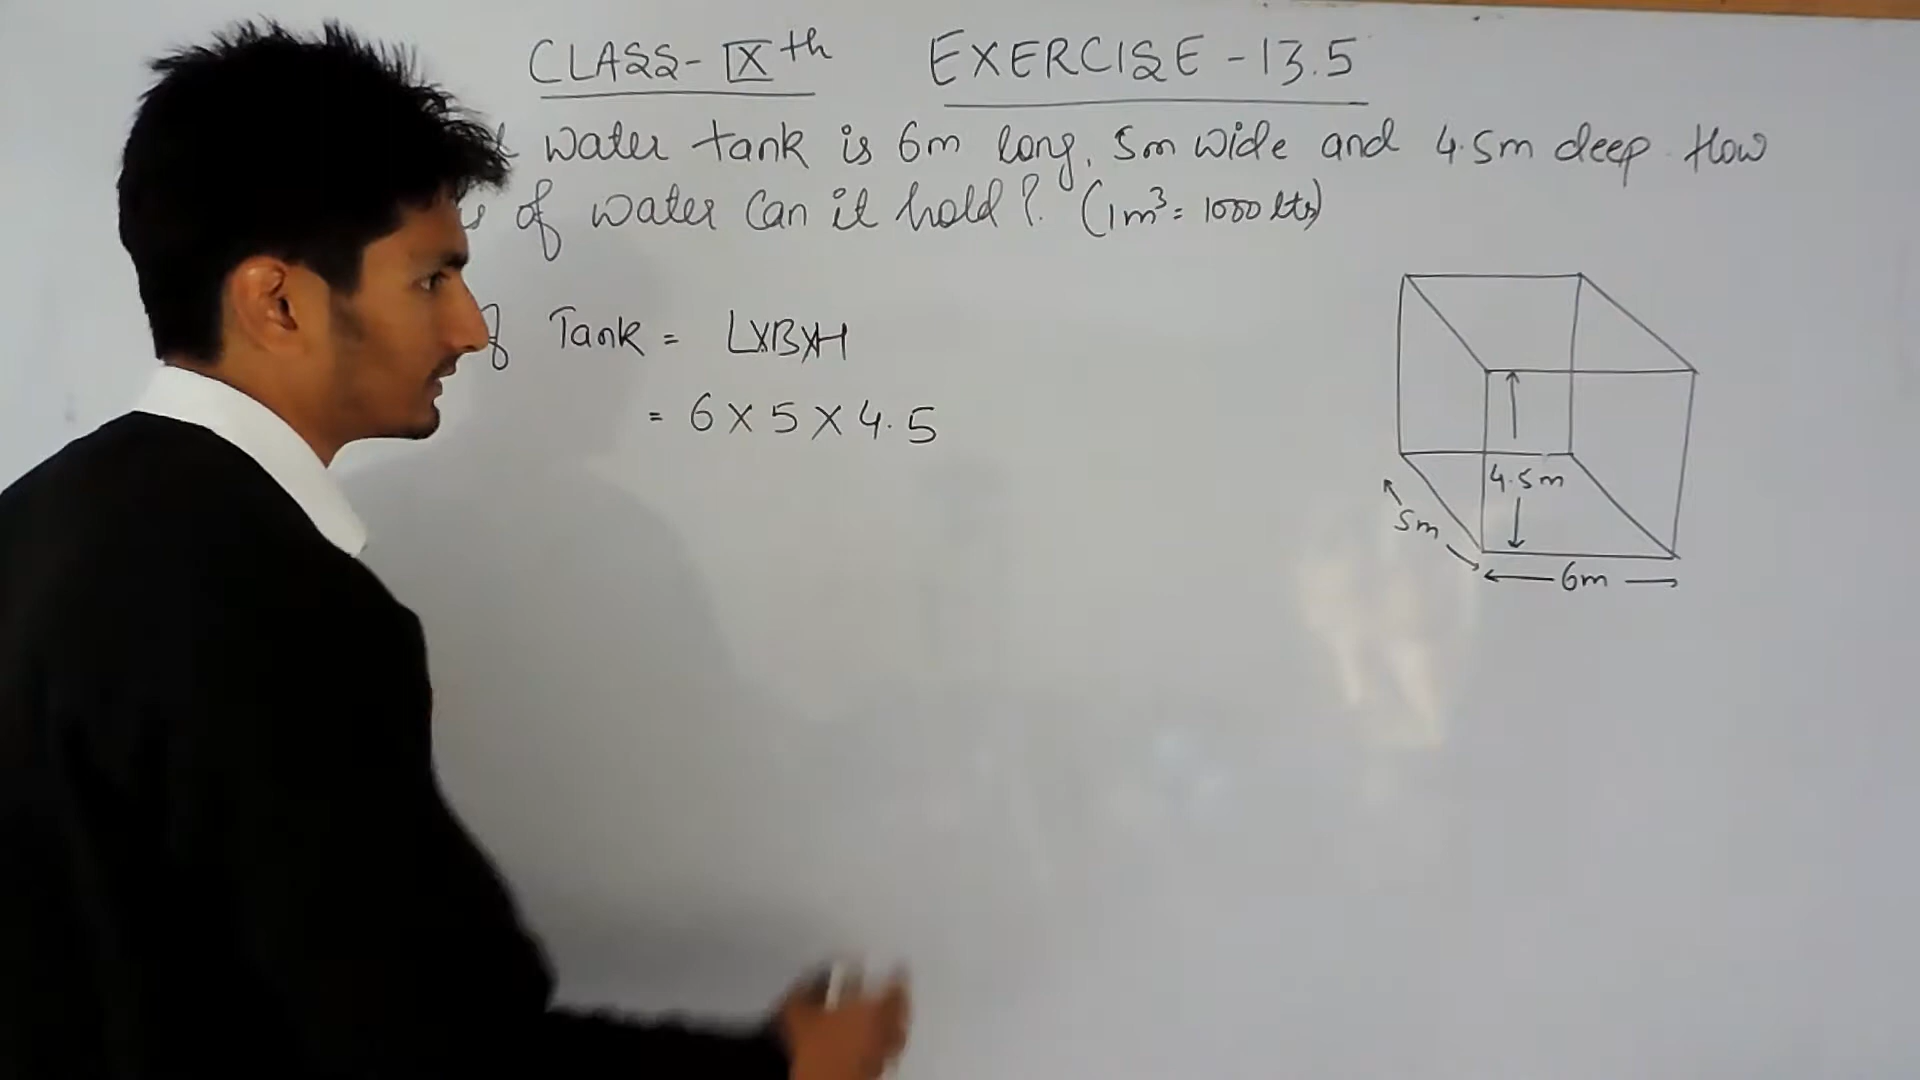 CLASS-IXth EXERCISE-13.5
water tank is 6m long, 5m wide and 4.5m deep. How
of water can it hold? (1m³ = 1000 lts)
Tank = LXBXH
= 6 X 5 X 4.5
4.5m
5m
6m